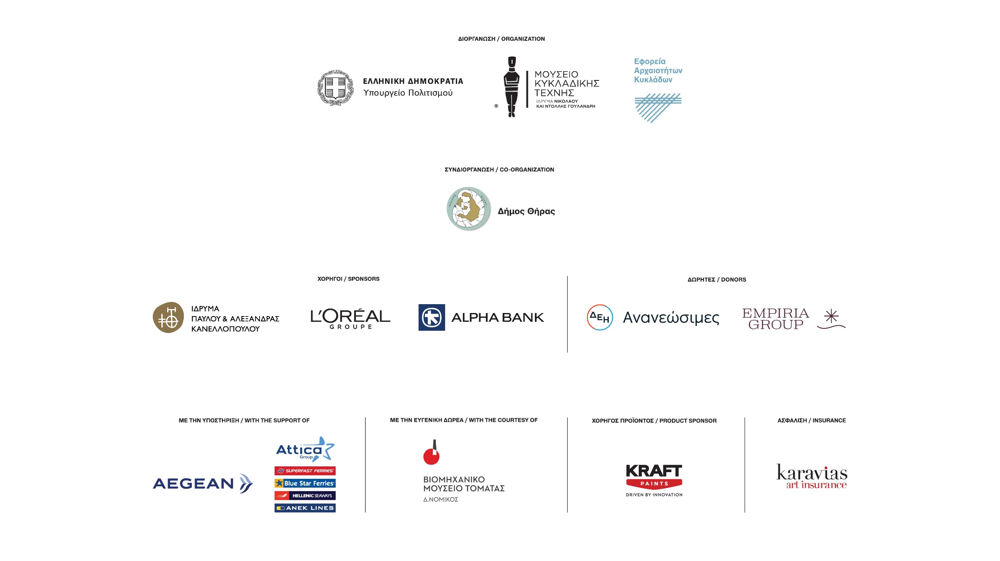 ΔΙΟΡΓΑΝΩΣΗ / ORGANIZATION
ΕΛΛΗΝΙΚΗ ΔΗΜΟΚΡΑΤΙΑ
Υπουργείο Πολιτισμού
ΜΟΥΣΕΙΟ
ΚΥΚΛΑΔΙΚΗΣ
ΤΕΧΝΗΣ
ΙΔΡΥΜΑ ΝΙΚΟΛΑΟΥ
ΚΑΙ ΝΤΟΛΛΗΣ ΓΟΥΛΑΝΔΡΗ
®
Εφορεία
Αρχαιοτήτων
Κυκλάδων
ΣΥΝΔΙΟΡΓΑΝΩΣΗ / CO-ORGANIZATION
Δήμος Θήρας
ΧΟΡΗΓΟΙ / SPONSORS
ΙΔΡΥΜΑ
ΠΑΥΛΟΥ & ΑΛΕΞΑΝΔΡΑΣ
ΚΑΝΕΛΛΟΠΟΥΛΟΥ
L'ORÉAL
GROUPE
ALPHA BANK
ΔΩΡΗΤΕΣ / DONORS
ΔΕΗ Ανανεώσιμες
EMPIRIA
GROUP
ΜΕ ΤΗΝ ΥΠΟΣΤΗΡΙΞΗ / WITH THE SUPPORT OF
AEGEAN
Attica
Group
SUPERFAST FERRIES
Blue Star Ferries
HELLENIC SEAWAYS
ANEK LINES
ΜΕ ΤΗΝ ΕΥΓΕΝΙΚΗ ΔΩΡΕΑ / WITH THE COURTESY OF
ΒΙΟΜΗΧΑΝΙΚΟ
ΜΟΥΣΕΙΟ ΤΟΜΑΤΑΣ
Δ.ΝΟΜΙΚΟΣ
ΧΟΡΗΓΟΣ ΠΡΟΪΟΝΤΟΣ / PRODUCT SPONSOR
KRAFT
PAINTS
DRIVEN BY INNOVATION
ΑΣΦΑΛΙΣΗ / INSURANCE
karavias
art insurance